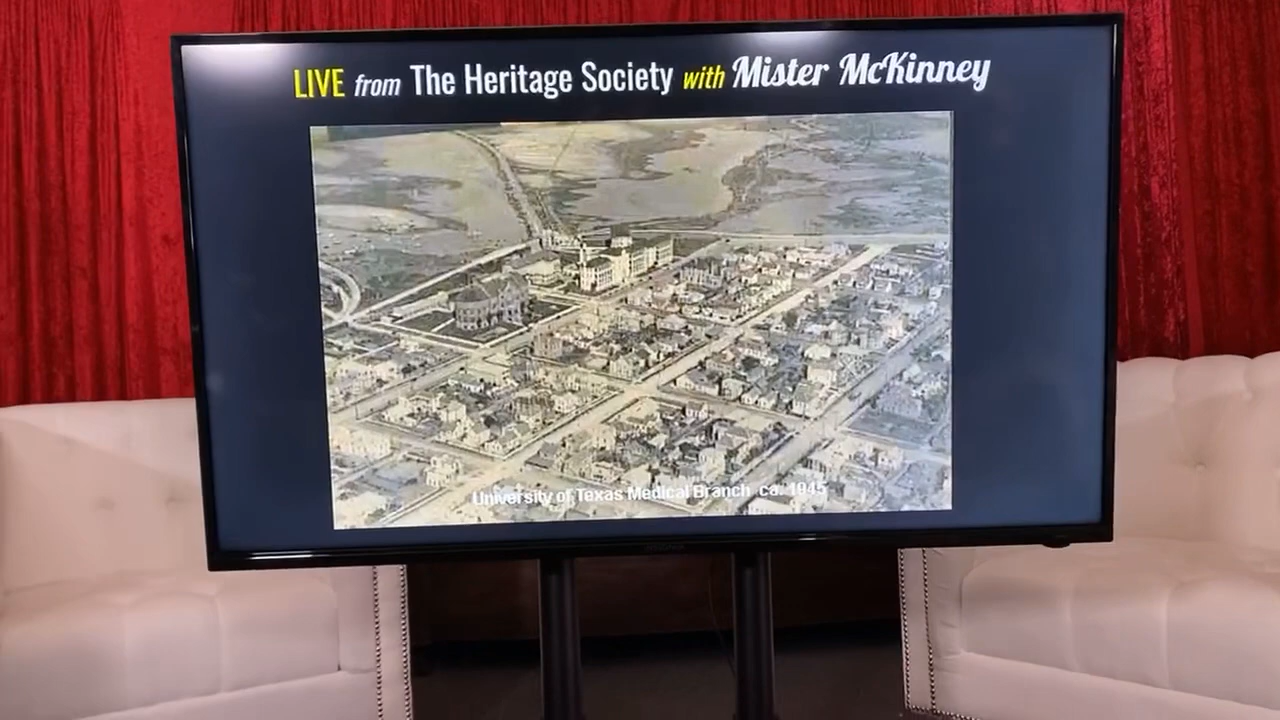 LIVE from The Heritage Society with Mister McKinney
University of Texas Medical Branch ca. 1945